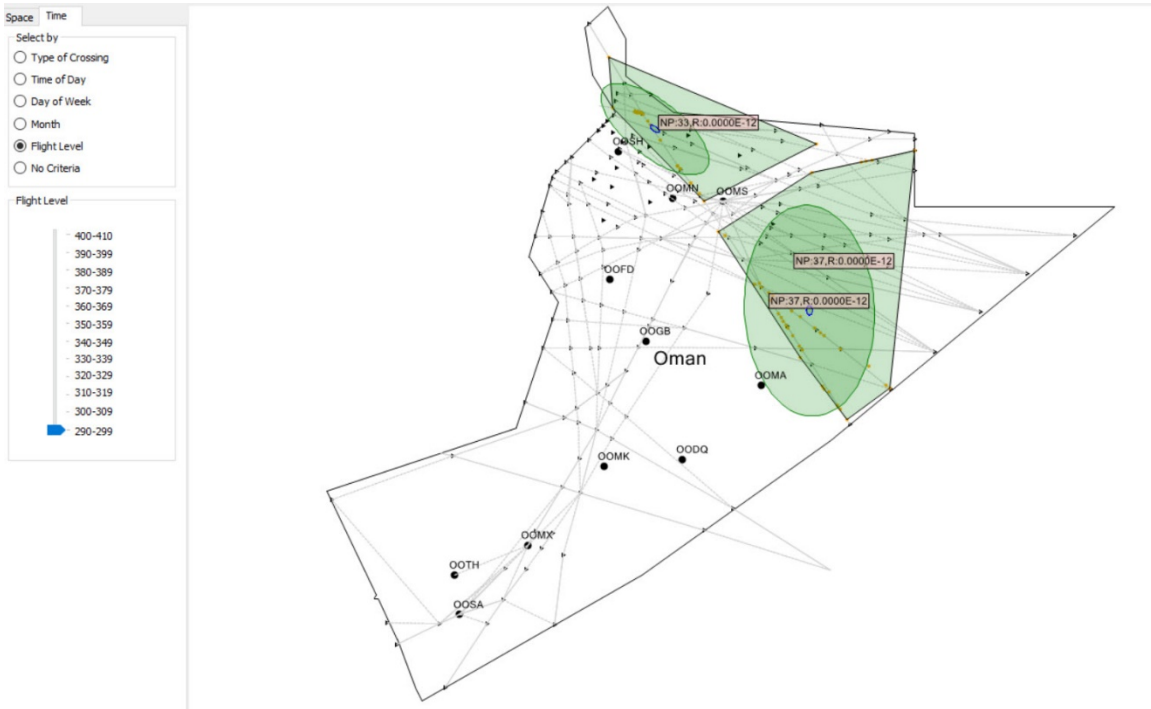 Space Time
Select by
Type of Crossing
Time of Day
Day of Week
Month
Flight Level
No Criteria
Flight Level
400-410
390-399
380-389
370-379
360-369
350-359
340-349
330-339
320-329
310-319
300-309
290-299
NP:33,R:0.0000E-12
OOSH
OOMN OOMS
NP:37,R:0.0000E-12
OOFD
NP:37,R:0.0000E-12
OOGB
Oman
OOMA
OOMK OODQ
OOMX
OOTH
OOSA